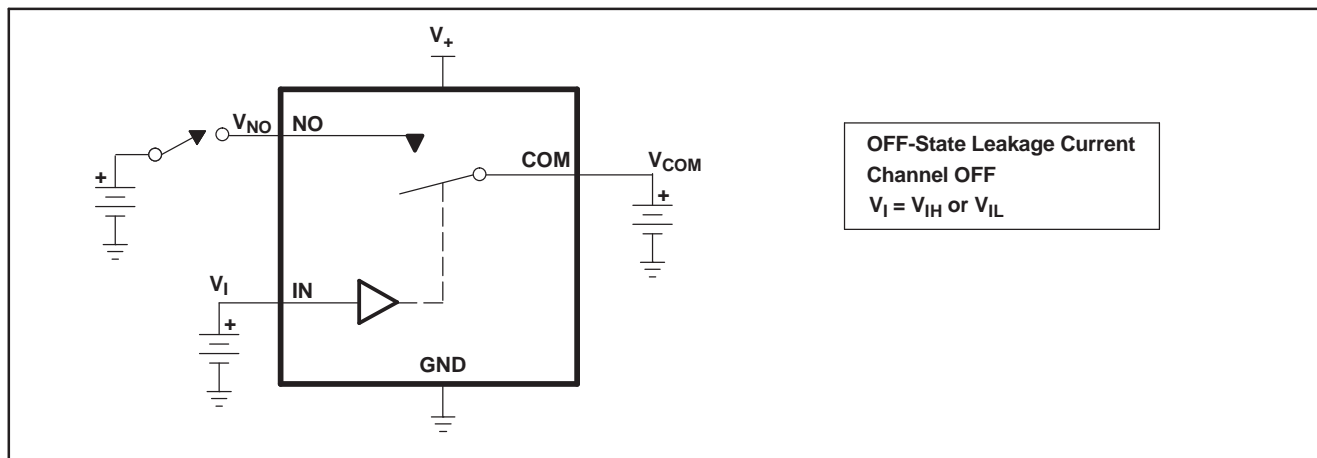 V+
VNO NO
+
COM
VCOM
+
VI IN
+
GND
OFF-State Leakage Current
Channel OFF
VI = VIH or VIL